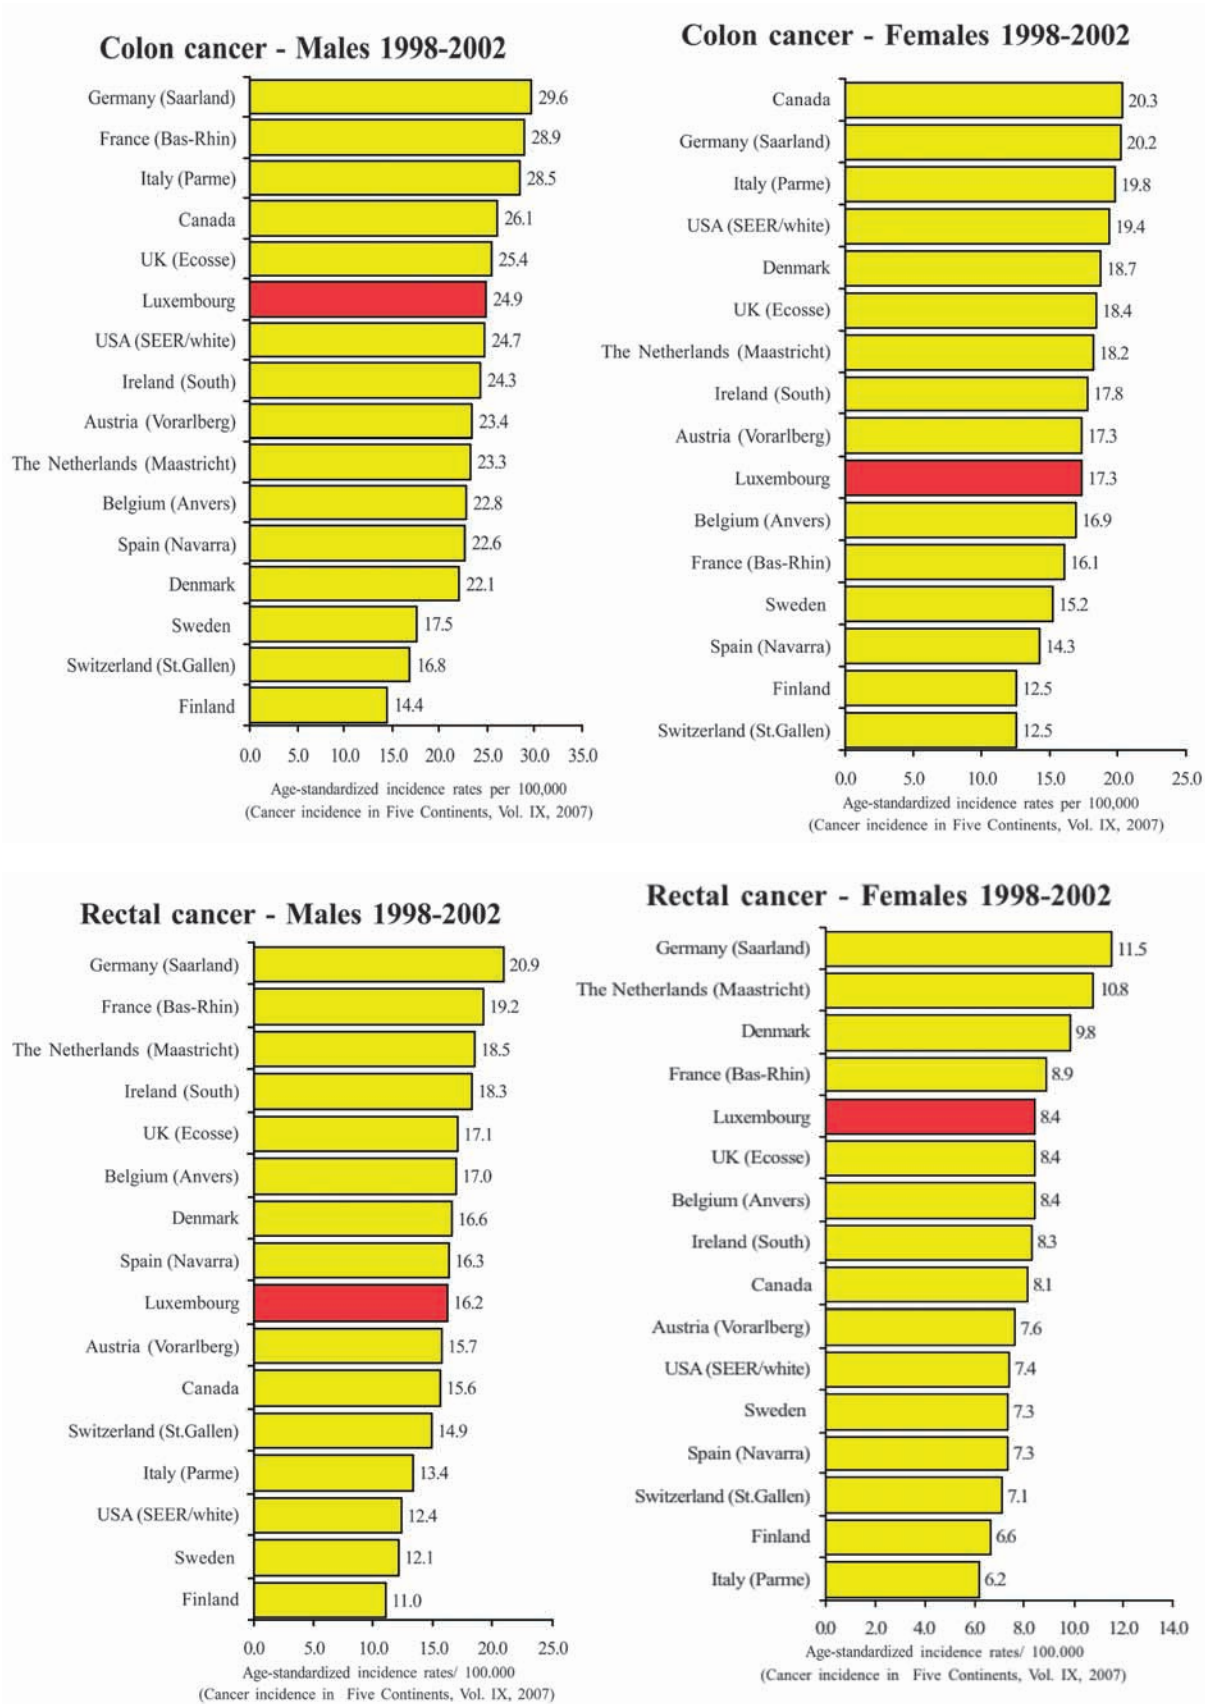 Colon cancer - Males 1998-2002
Germany (Saarland) 29.6
France (Bas-Rhin) 28.9
Italy (Parme) 28.5
Canada 26.1
UK (Ecosse) 25.4
Luxembourg 24.9
USA (SEER/white) 24.7
Ireland (South) 24.3
Austria (Vorarlberg) 23.4
The Netherlands (Maastricht) 23.3
Belgium (Anvers) 22.8
Spain (Navarra) 22.6
Denmark 22.1
Sweden 17.5
Switzerland (St.Gallen) 16.8
Finland 14.4
0.0 5.0 10.0 15.0 20.0 25.0 30.0 35.0
Age-standardized incidence rates per 100,000
(Cancer incidence in Five Continents, Vol. IX, 2007)
Colon cancer - Females 1998-2002
Canada 20.3
Germany (Saarland) 20.2
Italy (Parme) 19.8
USA (SEER/white) 19.4
Denmark 18.7
UK (Ecosse) 18.4
The Netherlands (Maastricht) 18.2
Ireland (South) 17.8
Austria (Vorarlberg) 17.3
Luxembourg 17.3
Belgium (Anvers) 16.9
France (Bas-Rhin) 16.1
Sweden 15.2
Spain (Navarra) 14.3
Finland 12.5
Switzerland (St.Gallen) 12.5
0.0 5.0 10.0 15.0 20.0 25.0
Age-standardized incidence rates per 100,000
(Cancer incidence in Five Continents, Vol. IX, 2007)
Rectal cancer - Males 1998-2002
Germany (Saarland) 20.9
France (Bas-Rhin) 19.2
The Netherlands (Maastricht) 18.5
Ireland (South) 18.3
UK (Ecosse) 17.1
Belgium (Anvers) 17.0
Denmark 16.6
Spain (Navarra) 16.3
Luxembourg 16.2
Austria (Vorarlberg) 15.7
Canada 15.6
Switzerland (St.Gallen) 14.9
Italy (Parme) 13.4
USA (SEER/white) 12.4
Sweden 12.1
Finland 11.0
0.0 5.0 10.0 15.0 20.0 25.0
Age-standardized incidence rates/ 100.000
(Cancer incidence in Five Continents, Vol. IX, 2007)
Rectal cancer - Females 1998-2002
Germany (Saarland) 11.5
The Netherlands (Maastricht) 10.8
Denmark 9.8
France (Bas-Rhin) 8.9
Luxembourg 8.4
UK (Ecosse) 8.4
Belgium (Anvers) 8.4
Ireland (South) 8.3
Canada 8.1
Austria (Vorarlberg) 7.6
USA (SEER/white) 7.4
Sweden 7.3
Spain (Navarra) 7.3
Switzerland (St.Gallen) 7.1
Finland 6.6
Italy (Parme) 6.2
0.0 2.0 4.0 6.0 8.0 10.0 12.0 14.0
Age-standardized incidence rates/ 100.000
(Cancer incidence in Five Continents, Vol. IX, 2007)